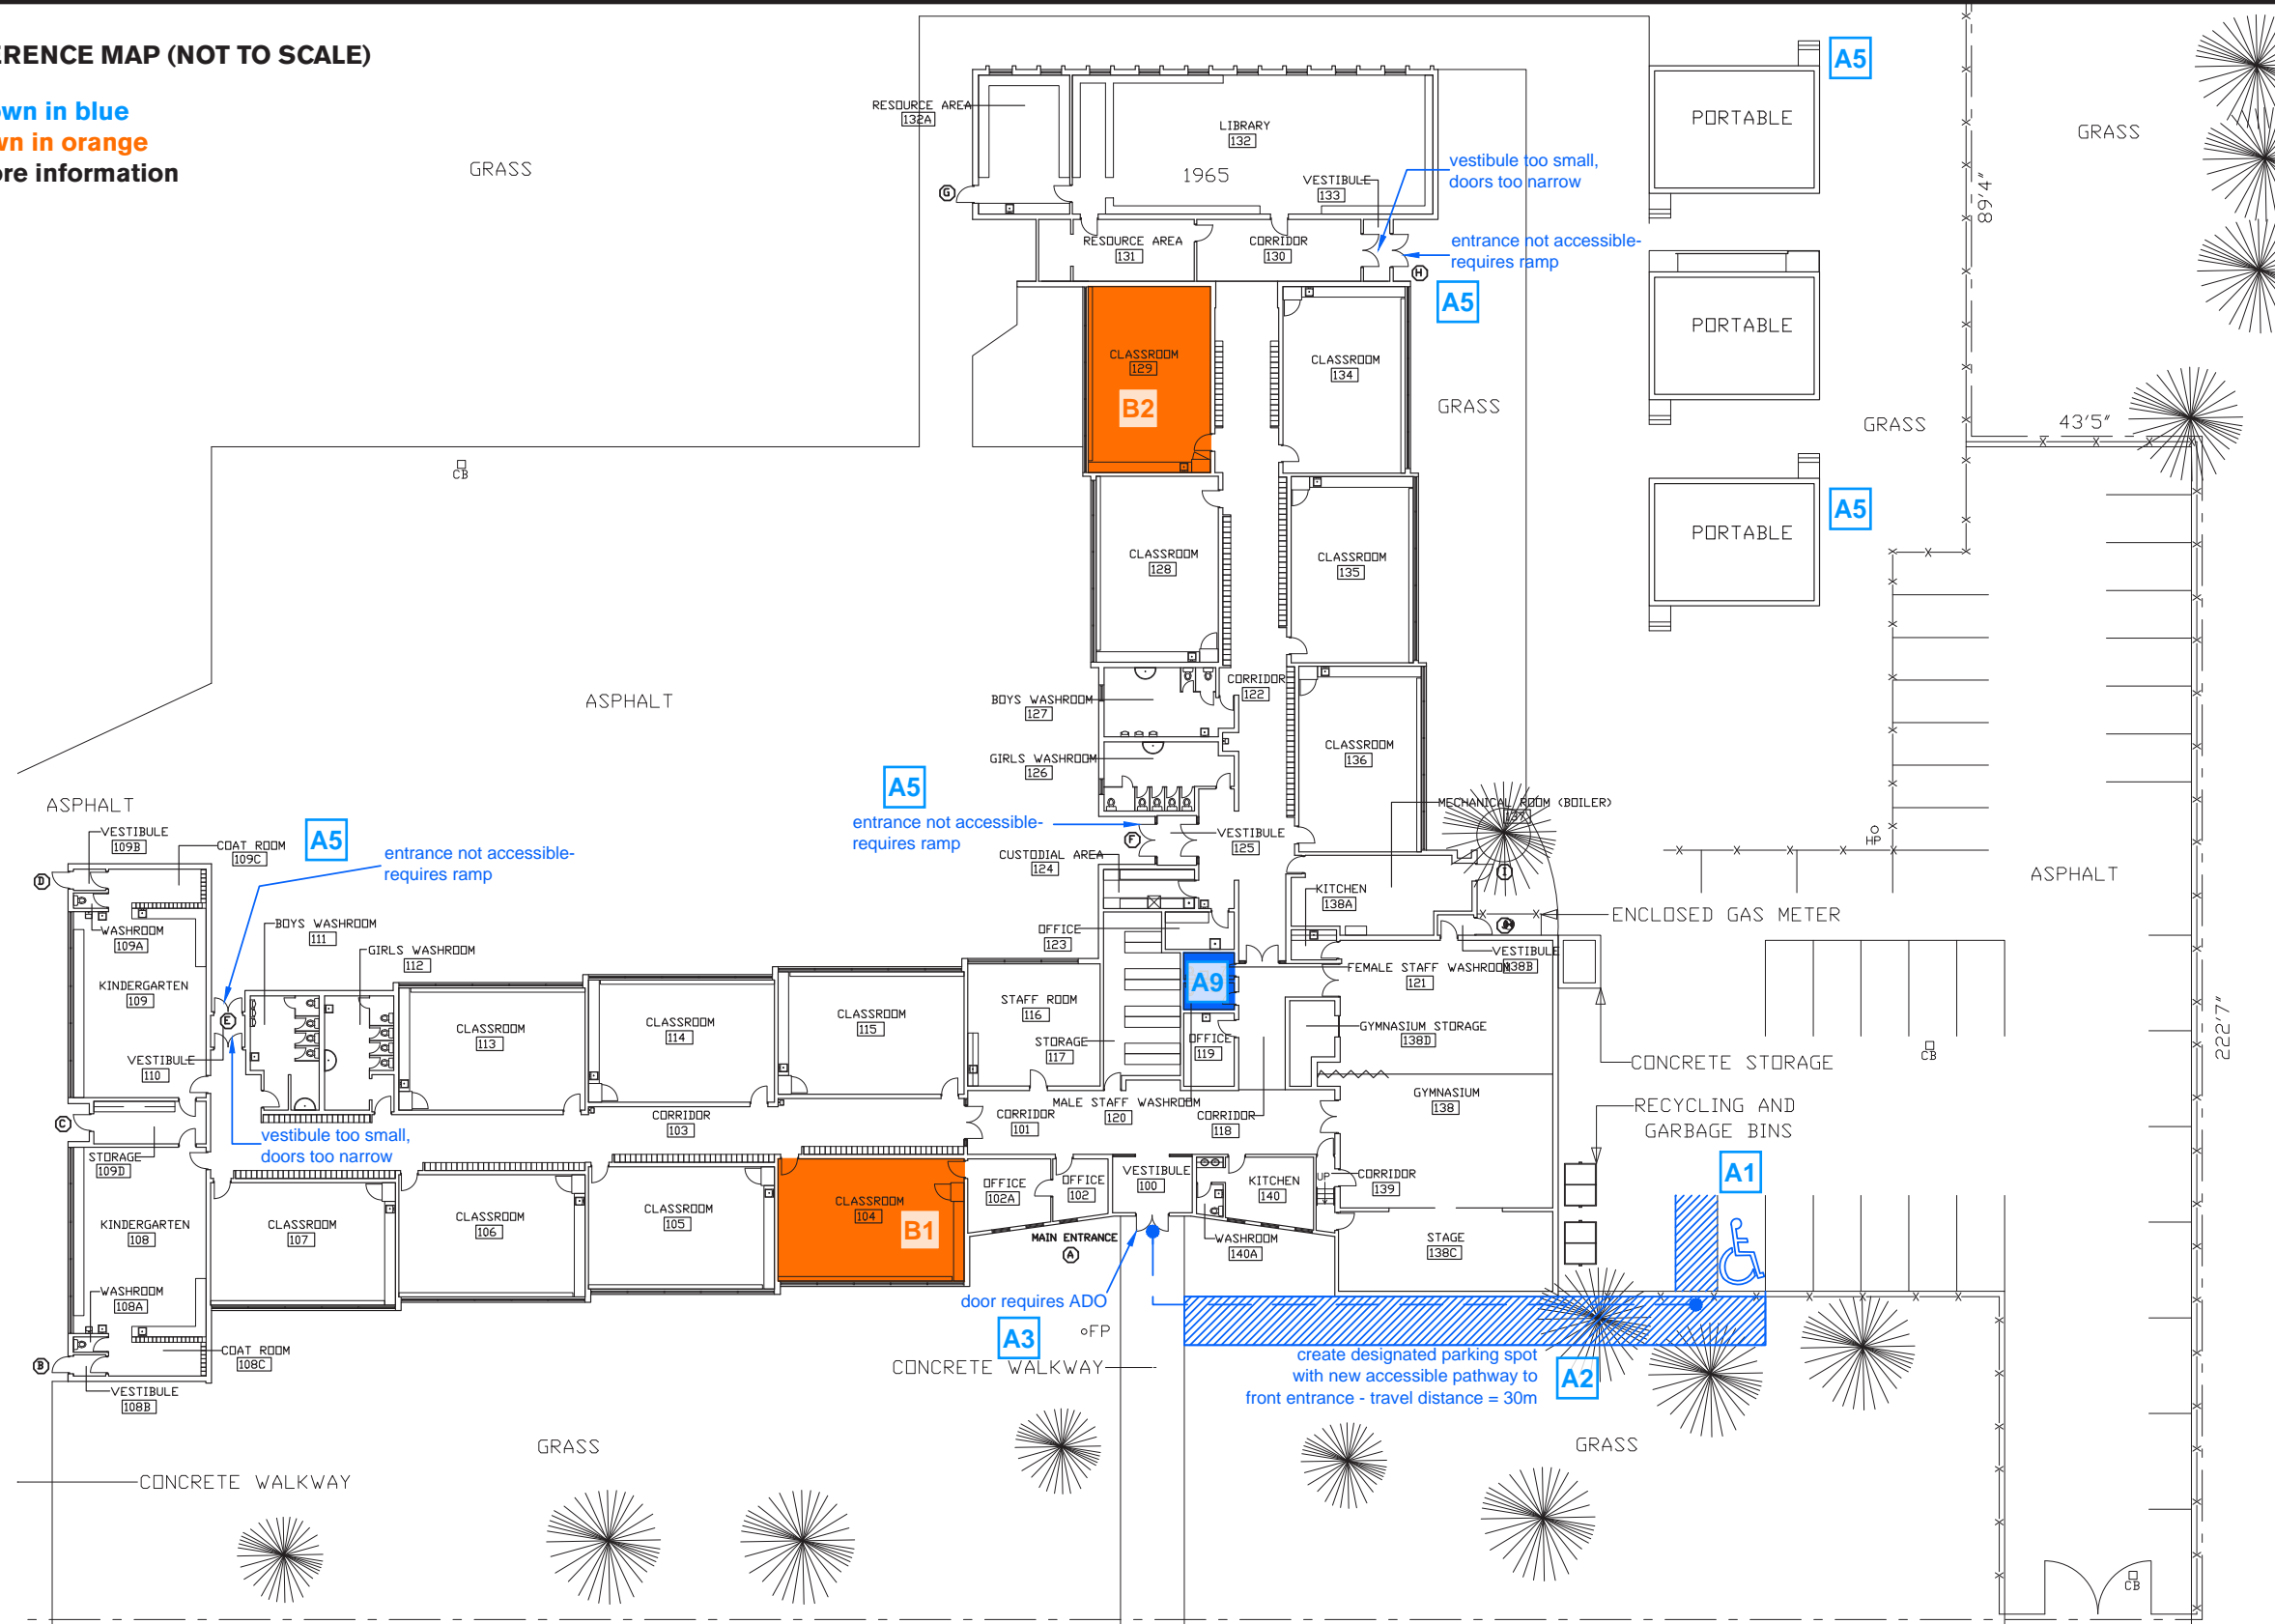 ERENCE MAP (NOT TO SCALE)
own in blue
wn in orange
ore information
GRASS
RESOURCE AREA
132A
LIBRARY
132
1965
VESTIBULE
133
vestibule too small,
doors too narrow
G
RESOURCE AREA
131
CORRIDOR
130
entrance not accessible-
requires ramp
H
A5
A5
PORTABLE
GRASS
89'4"
PORTABLE
GRASS
43'5"
A5
PORTABLE
CLASSROOM
129
B2
CLASSROOM
134
GRASS
CB
CLASSROOM
128
CLASSROOM
135
ASPHALT
BOYS WASHROOM
127
CORRIDOR
122
GIRLS WASHROOM
126
CLASSROOM
136
A5
entrance not accessible-
requires ramp
F
VESTIBULE
125
MECHANICAL ROOM (BOILER)
137
HP
ASPHALT
CUSTODIAL AREA
124
KITCHEN
138A
I
ENCLOSED GAS METER
OFFICE
123
VESTIBULE
138B
A9
FEMALE STAFF WASHROOM
121
GYMNASIUM STORAGE
138D
CONCRETE STORAGE
CB
222'7"
ASPHALT
VESTIBULE
109B
COAT ROOM
109C
A5
entrance not accessible-
requires ramp
D
WASHROOM
109A
BOYS WASHROOM
111
GIRLS WASHROOM
112
KINDERGARTEN
109
E
VESTIBULE
110
CLASSROOM
113
CLASSROOM
114
CLASSROOM
115
STAFF ROOM
116
STORAGE
117
OFFICE
119
GYMNASIUM
138
RECYCLING AND
GARBAGE BINS
C
STORAGE
109D
vestibule too small,
doors too narrow
CORRIDOR
103
CORRIDOR
101
MALE STAFF WASHROOM
120
CORRIDOR
118
KINDERGARTEN
108
CLASSROOM
107
CLASSROOM
106
CLASSROOM
105
CLASSROOM
104
B1
OFFICE
102A
OFFICE
102
VESTIBULE
100
KITCHEN
140
UP
CORRIDOR
139
A1
WASHROOM
140A
STAGE
138C
MAIN ENTRANCE
A
WASHROOM
108A
B
COAT ROOM
108C
VESTIBULE
108B
door requires ADO
A3
FP
CONCRETE WALKWAY
create designated parking spot
with new accessible pathway to
front entrance - travel distance = 30m
A2
GRASS
GRASS
CONCRETE WALKWAY
CB